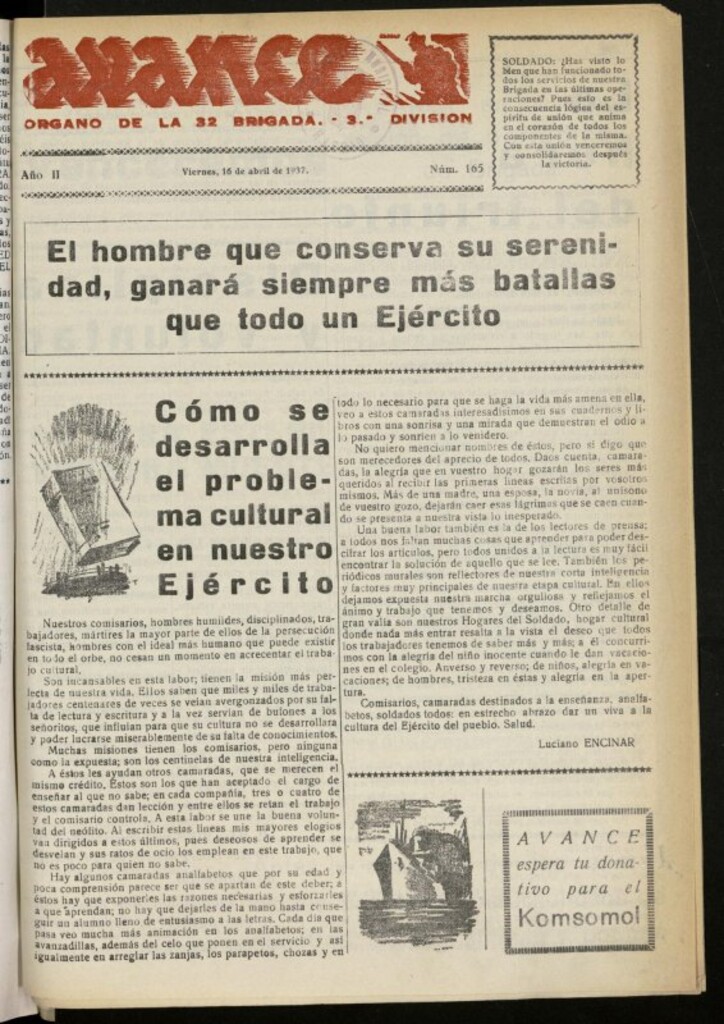 avance
ORGANO DE LA 32 BRIGADA. - 3.ª DIVISION
SOLDADO: ¿Has visto lo
bien que han funcionado to-
dos los servicios de nuestra
Brigada en las últimas ope-
raciones? Pues esto es la
consecuencia lógica del es-
píritu de unión que anima
en el corazón de todos los
componentes de la misma.
Con esta unión venceremos
y consolidaremos después
la victoria.
Año II
Viernes, 16 de abril de 1937.
Núm. 165
El hombre que conserva su sereni-
dad, ganará siempre más batallas
que todo un Ejército
Cómo se
desarrolla
el proble-
ma cultural
en nuestro
Ejército
Nuestros comisarios, hombres humildes, disciplinados, tra-
bajadores, mártires la mayor parte de ellos de la persecución
fascista, hombres con el ideal más humano que puede existir
en todo el orbe, no cesan un momento en acrecentar el traba-
jo cultural.
Son incansables en esta labor; tienen la misión más per-
fecta de nuestra vida. Ellos saben que miles y miles de traba-
jadores centenares de veces se veían avergonzados por su fal-
ta de lectura y escritura y a la vez servían de bufones a los
señoritos, que influían para que su cultura no se desarrollara
y poder lucrarse miserablemente de su falta de conocimientos.
Muchas misiones tienen los comisarios, pero ninguna
como la expuesta; son los centinelas de nuestra inteligencia.
A éstos les ayudan otros camaradas, que se merecen el
mismo crédito. Estos son los que han aceptado el cargo de
enseñar al que no sabe; en cada compañía, tres o cuatro de
estos camaradas dan lección y entre ellos se retan el trabajo
y el comisario controla. A esta labor se une la buena volun-
tad del neófito. Al escribir estas líneas mis mayores elogios
van dirigidos a estos últimos, pues deseosos de aprender se
desvelan y sus ratos de ocio los emplean en este trabajo, que
no es poco para quien no sabe.
Hay algunos camaradas analfabetos que por su edad y
poca comprensión parece ser que se apartan de este deber; a
éstos hay que exponerles las razones necesarias y esforzarles
a que aprendan; no hay que dejarles de la mano hasta conse-
guir un alumno lleno de entusiasmo a las letras. Cada día que
pasa veo mucha más animación en los analfabetos; en las
avanzadillas, además del celo que ponen en el servicio y así
igualmente en arreglar las zanjas, los parapetos, chozas y en
todo lo necesario para que se haga la vida más amena en ella,
veo a estos camaradas interesadísimos en sus cuadernos y li-
bros con una sonrisa y una mirada que demuestran el odio a
lo pasado y sonríen a lo venidero.
No quiero mencionar nombres de éstos, pero sí digo que
son merecedores del aprecio de todos. Daos cuenta, camara-
das, la alegría que en vuestro hogar gozarán los seres más
queridos al recibir las primeras líneas escritas por vosotros
mismos. Más de una madre, una esposa, la novia, al unísono
de vuestro gozo, dejarán caer esas lágrimas que se caen cuan-
do se presenta a nuestra vista lo inesperado.
Una buena labor también es la de los lectores de prensa;
a todos nos faltan muchas cosas que aprender para poder des-
cifrar los artículos, pero todos unidos a la lectura es muy fácil
encontrar la solución de aquello que se lee. También los pe-
riódicos murales son reflectores de nuestra corta inteligencia
y factores muy principales de nuestra etapa cultural. En ellos
dejamos expuesta nuestra marcha orgullosa y reflejamos el
ánimo y trabajo que tenemos y deseamos. Otro detalle de
gran valía son nuestros Hogares del Soldado, hogar cultural
donde nada más entrar resalta a la vista el deseo que todos
los trabajadores tenemos de saber más y más; a él concurri-
mos con la alegría del niño inocente cuando le dan vacacio-
nes en el colegio. Anverso y reverso; de niños, alegría en va-
caciones; de hombres, tristeza en éstas y alegría en la aper-
tura.
Comisarios, camaradas destinados a la enseñanza, analfa-
betos, soldados todos: en estrecho abrazo dar un viva a la
cultura del Ejército del pueblo. Salud.
Luciano ENCINAR
AVANCE
espera tu dona-
tivo para el
Komsomol